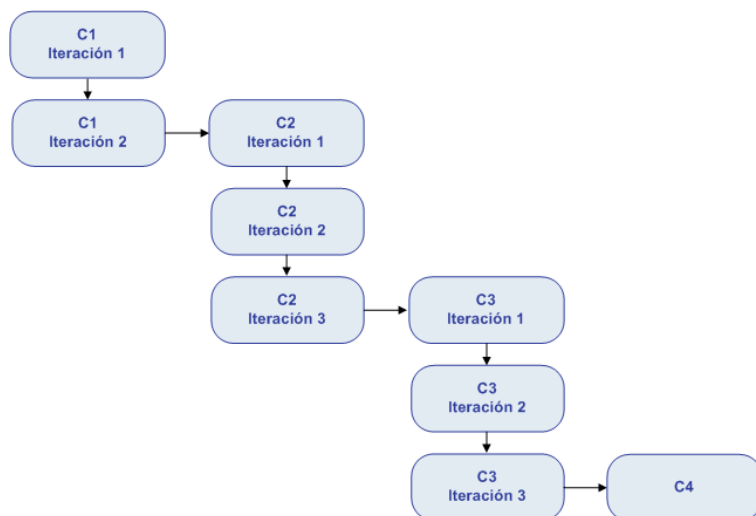 C1
Iteración 1
C1
Iteración 2
C2
Iteración 1
C2
Iteración 2
C2
Iteración 3
C3
Iteración 1
C3
Iteración 2
C3
Iteración 3
C4